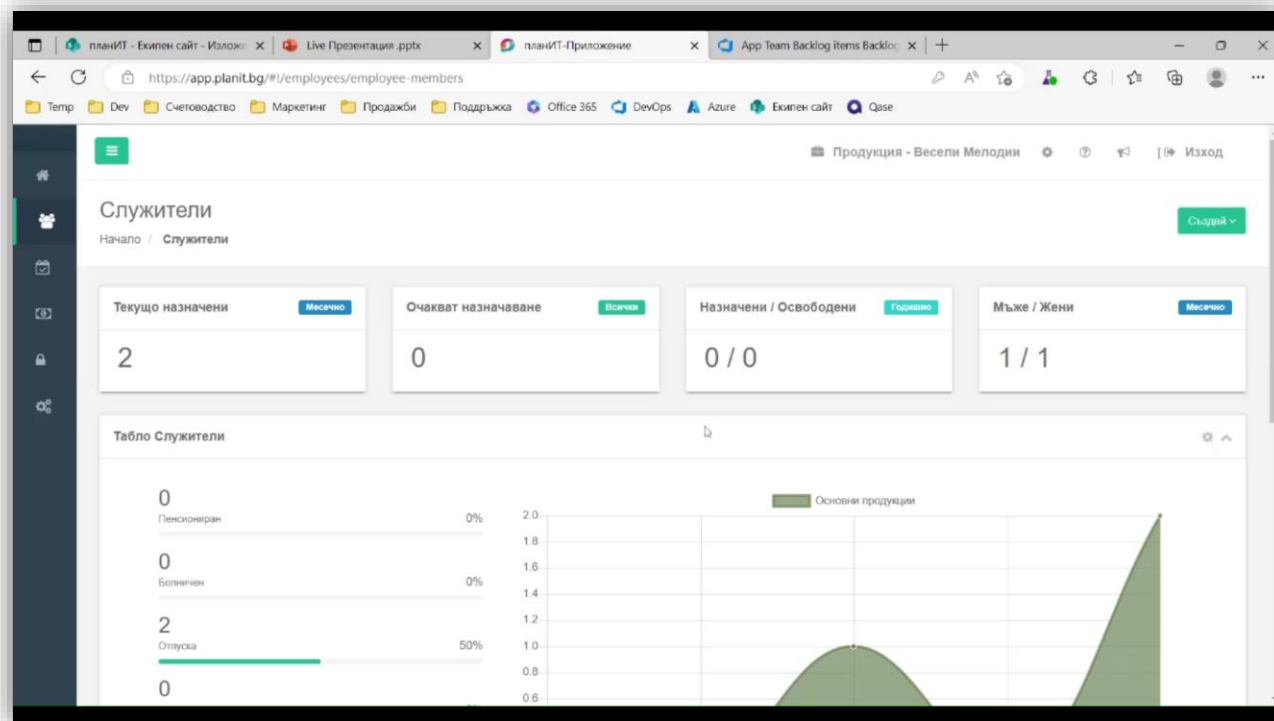 планИТ - Екипен сайт - Изложе
Live Презентация .pptx
планИТ-Приложение
App Team Backlog items Backlog
https://app.planit.bg/#!/employees/employee-members
Temp Dev Счетоводство Маркетинг Продажби Поддръжка Office 365 DevOps Azure Екипен сайт Qase
Продукция - Весели Мелодии Изход
Служители
Създай
Начало / Служители
Текущо назначени Месечно
2
Очакват назначаване Всички
0
Назначени / Освободени Годишно
0 / 0
Мъже / Жени Месечно
1 / 1
Табло Служители
0
Пенсиониран 0%
0
Болничен 0%
2
Отпуска 50%
0
Основни продукции
2.0
1.8
1.6
1.4
1.2
1.0
0.8
0.6